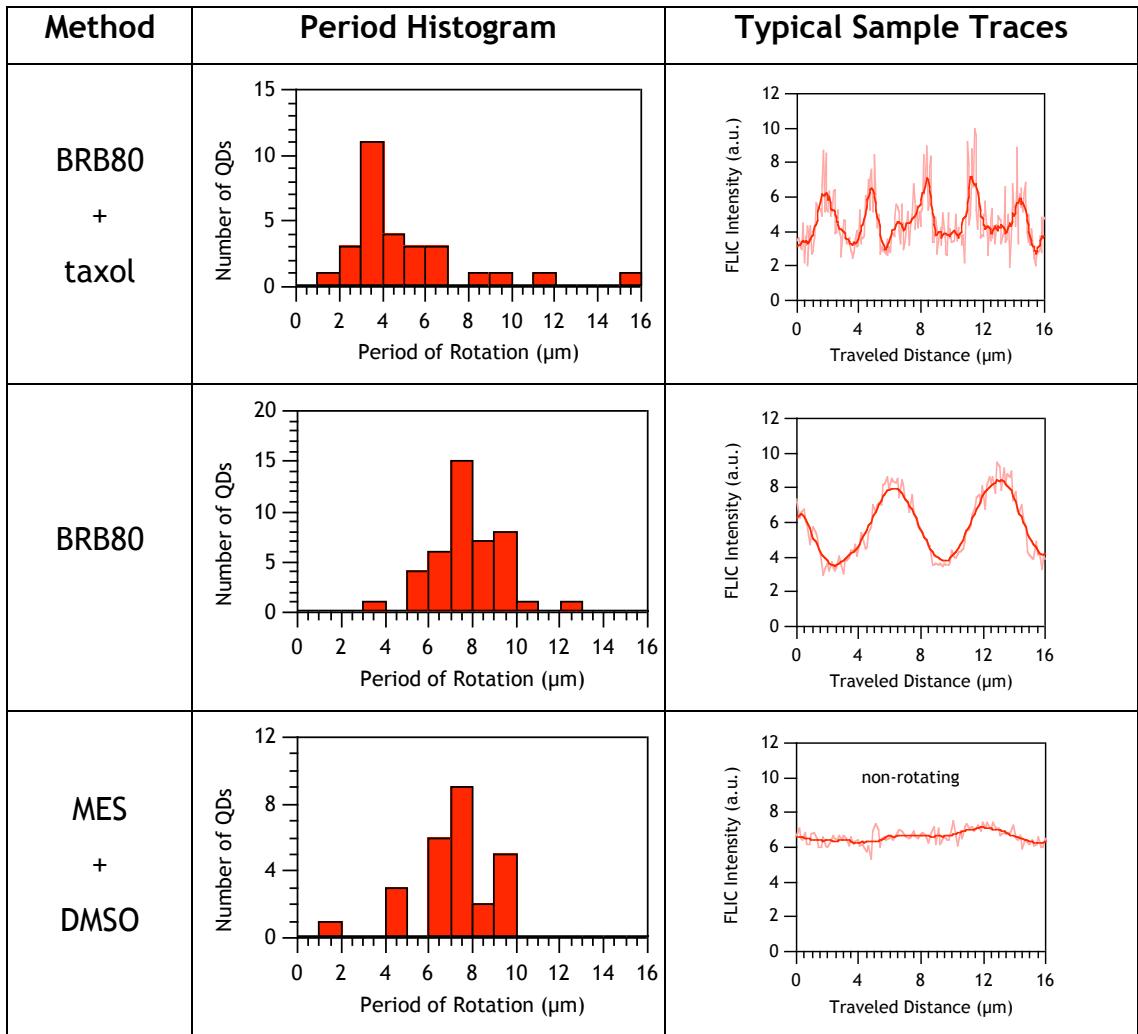 Method Period Histogram Typical Sample Traces
BRB80
+
taxol
Number of QDs
15
10
5
0
0 2 4 6 8 10 12 14 16
Period of Rotation (µm)
FLIC Intensity (a.u.)
12
10
8
6
4
2
0
0 4 8 12 16
Traveled Distance (µm)
BRB80
Number of QDs
20
15
10
5
0
0 2 4 6 8 10 12 14 16
Period of Rotation (µm)
FLIC Intensity (a.u.)
12
10
8
6
4
2
0
0 4 8 12 16
Traveled Distance (µm)
MES
+
DMSO
Number of QDs
12
8
4
0
0 2 4 6 8 10 12 14 16
Period of Rotation (µm)
FLIC Intensity (a.u.)
12
10
8
6
4
2
0
non-rotating
0 4 8 12 16
Traveled Distance (µm)